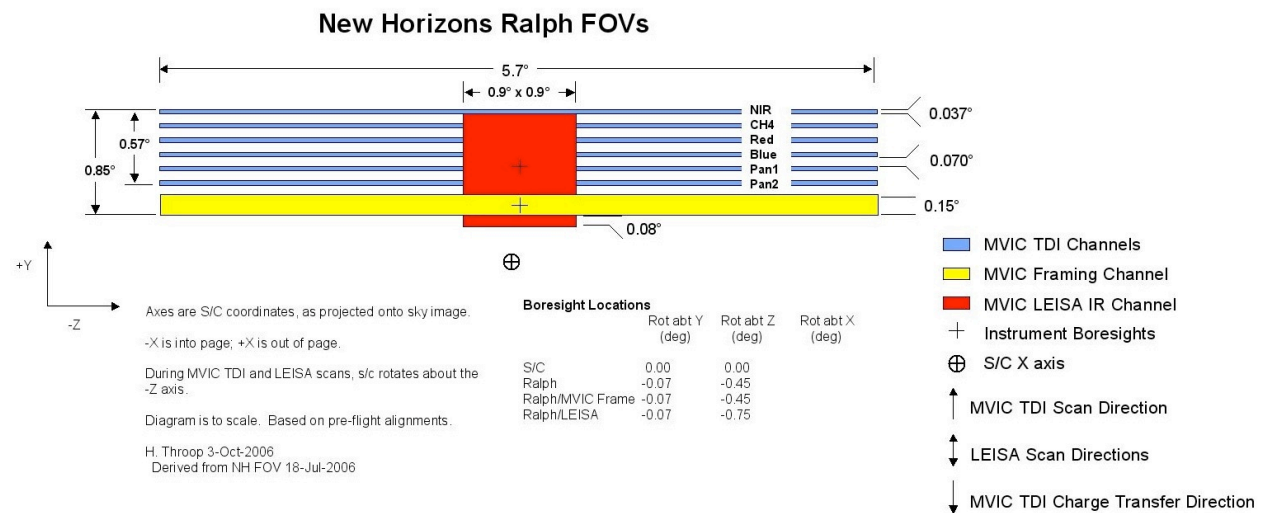 New Horizons Ralph FOVs
5.7°
0.9° x 0.9°
NIR
CH4
Red
Blue
Pan1
Pan2
0.037°
0.070°
0.15°
0.57°
0.85°
0.08°
+Y
-Z
Axes are S/C coordinates, as projected onto sky image.
-X is into page; +X is out of page.
During MVIC TDI and LEISA scans, s/c rotates about the
-Z axis.
Diagram is to scale. Based on pre-flight alignments.
H. Throop 3-Oct-2006
Derived from NH FOV 18-Jul-2006
Boresight Locations
Rot abt Y Rot abt Z Rot abt X
(deg) (deg) (deg)
S/C 0.00 0.00
Ralph -0.07 -0.45
Ralph/MVIC Frame -0.07 -0.45
Ralph/LEISA -0.07 -0.75
MVIC TDI Channels
MVIC Framing Channel
MVIC LEISA IR Channel
Instrument Boresights
S/C X axis
MVIC TDI Scan Direction
LEISA Scan Directions
MVIC TDI Charge Transfer Direction